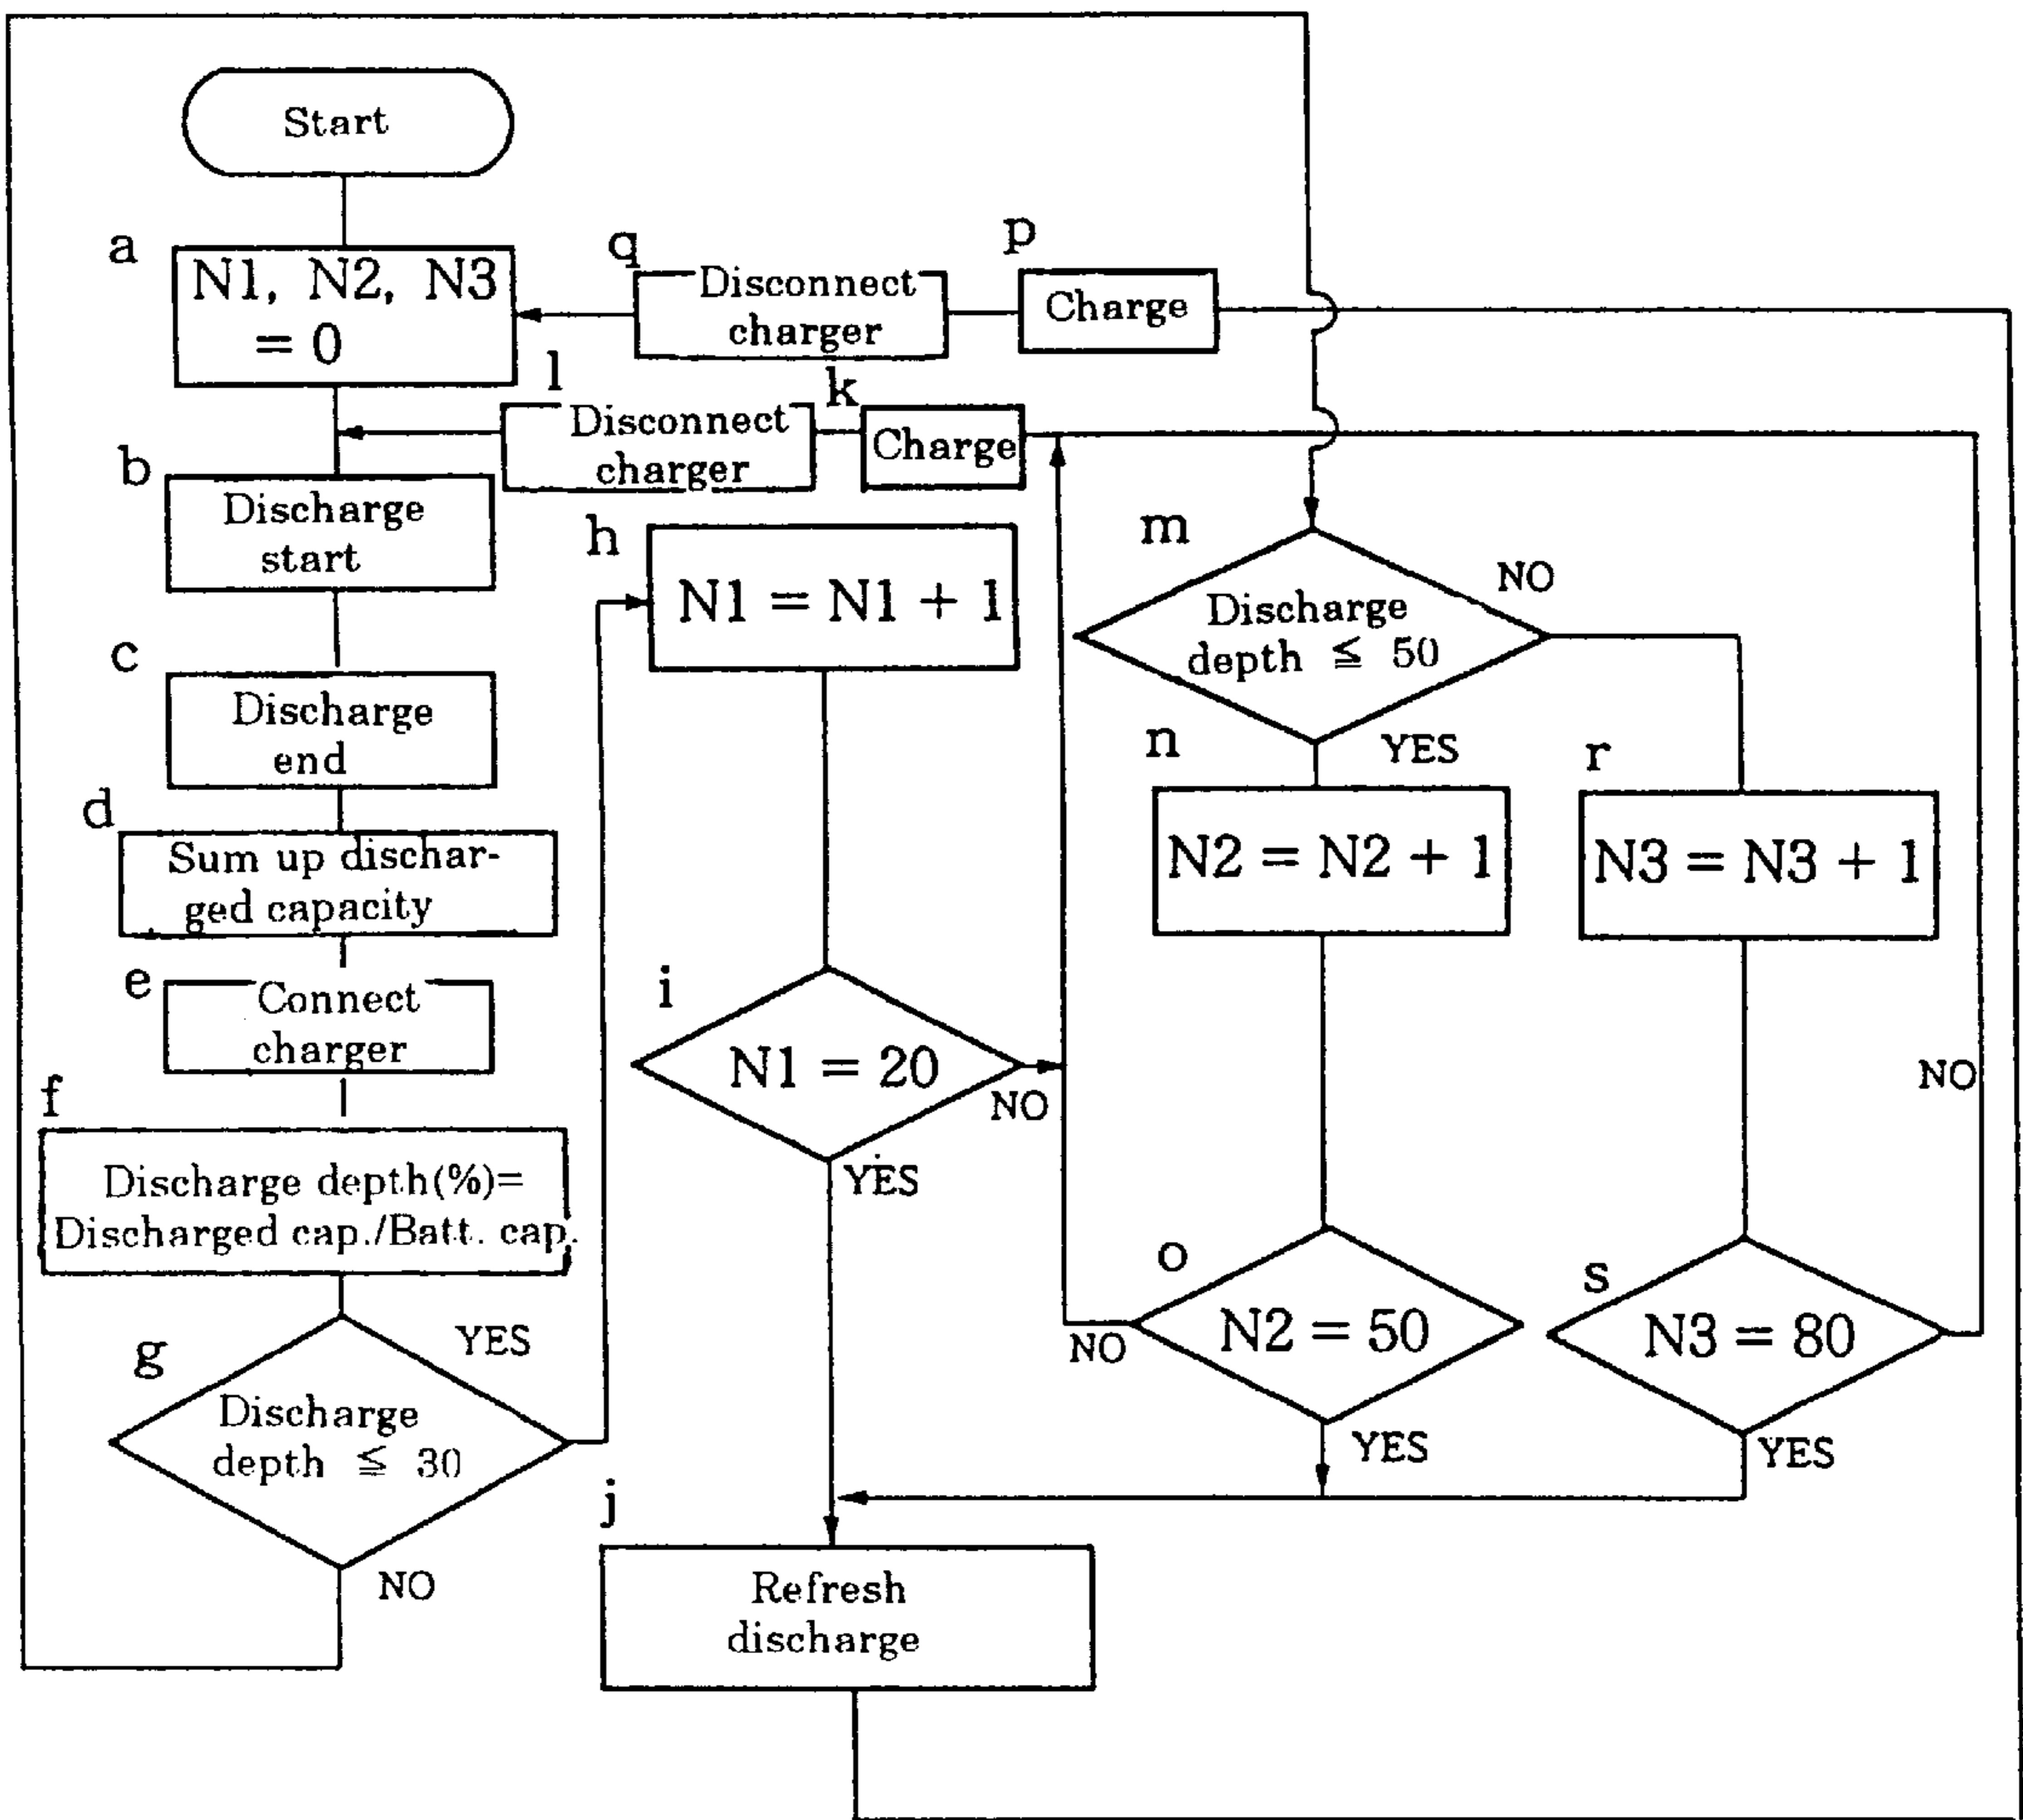 Start
a
N1, N2, N3
= 0
q
Disconnect
charger
p
Charge
l
Disconnect
charger
k
Charge
b
Discharge
start
c
Discharge
end
d
Sum up dischar-
ged capacity
e
Connect
charger
f
Discharge depth(%)=
Discharged cap./Batt. cap.
g
Discharge
depth ≦ 30
YES
NO
h
N1 = N1 + 1
i
N1 = 20
NO
YES
j
Refresh
discharge
m
Discharge
depth ≦ 50
NO
YES
n
N2 = N2 + 1
o
N2 = 50
NO
YES
r
N3 = N3 + 1
s
N3 = 80
NO
YES